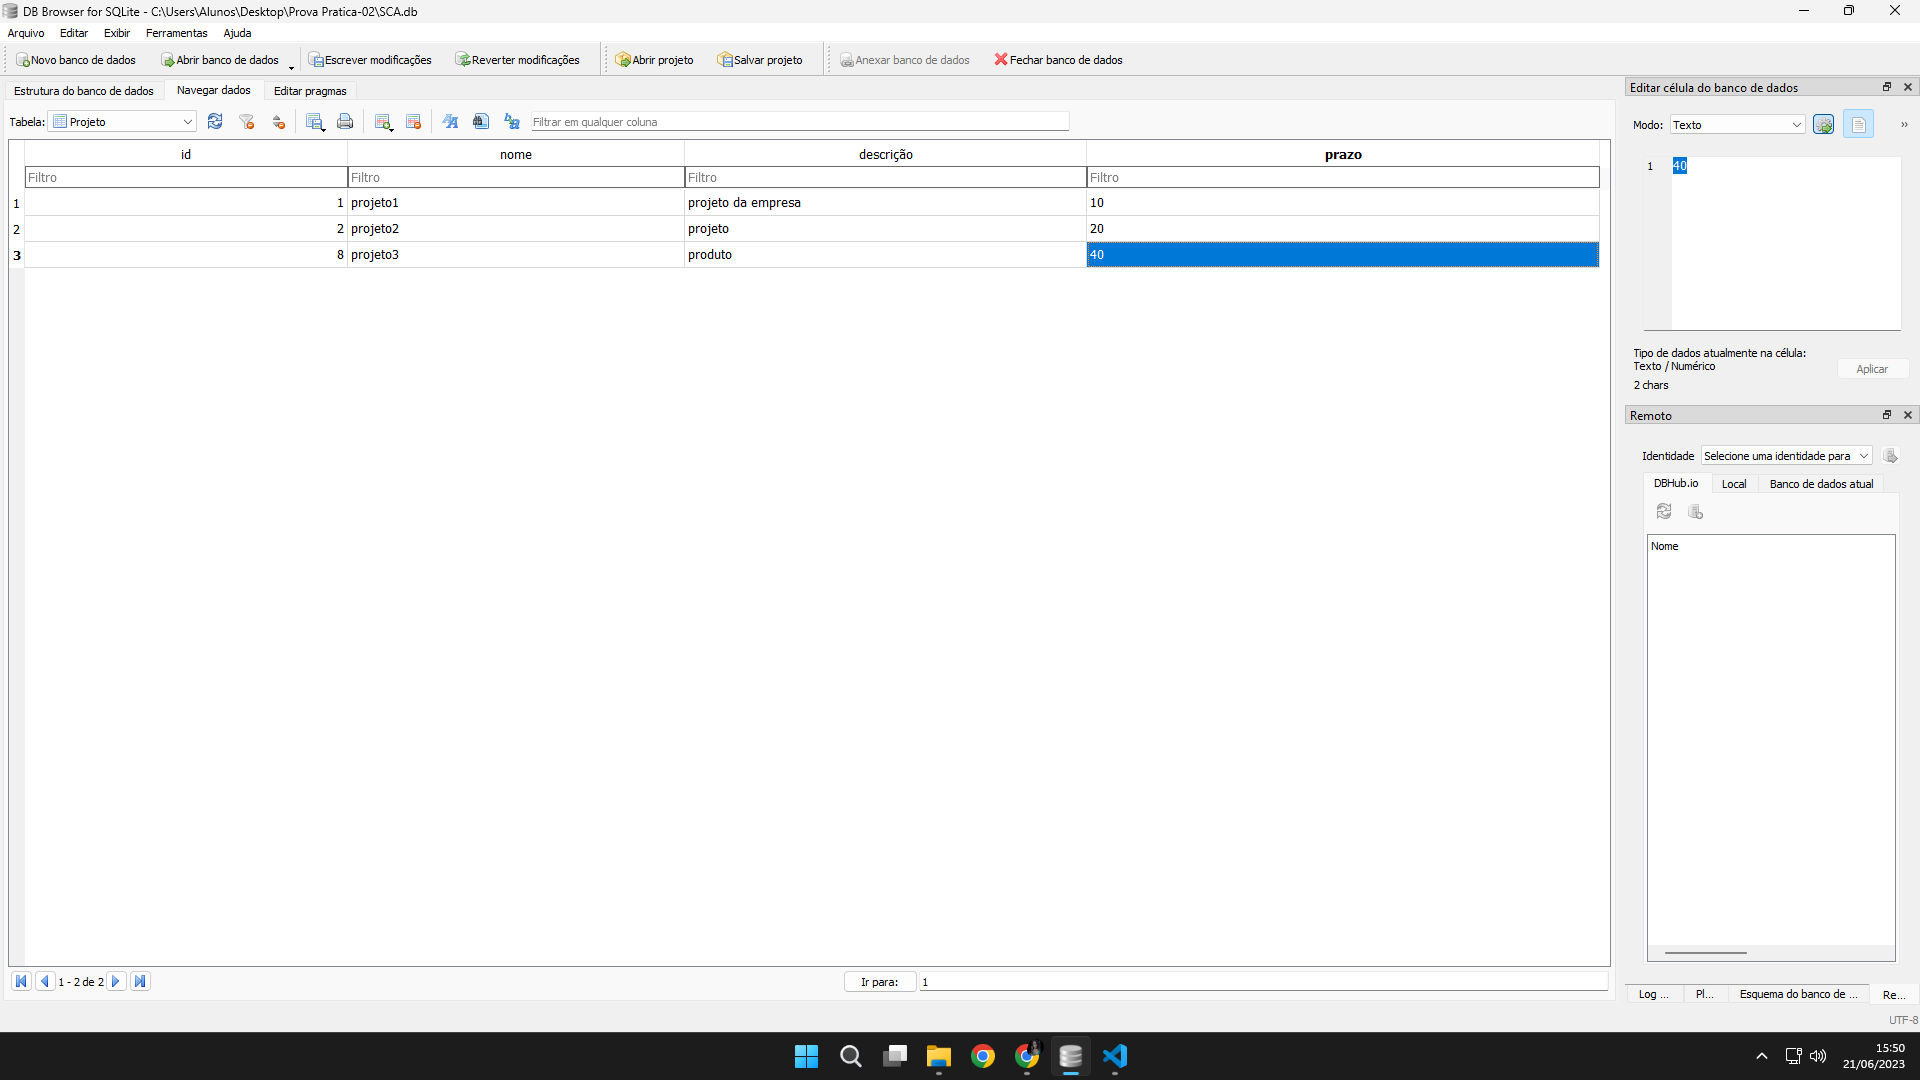 DB Browser for SQLite - C:\Users\Alunos\Desktop\Prova Pratica-02\SCA.db
Arquivo Editar Exibir Ferramentas Ajuda
Novo banco de dados Abrir banco de dados Escrever modificações Reverter modificações Abrir projeto Salvar projeto Anexar banco de dados Fechar banco de dados
Estrutura do banco de dados Navegar dados Editar pragmas
Tabela: Projeto Filtrar em qualquer coluna
id nome descrição prazo
Filtro Filtro Filtro Filtro
1 1 projeto1 projeto da empresa 10
2 2 projeto2 projeto 20
3 8 projeto3 produto 40
1 - 2 de 2 Ir para: 1
Editar célula do banco de dados
Modo: Texto »
1 40
Tipo de dados atualmente na célula:
Texto / Numérico
Aplicar
2 chars
Remoto
Identidade Selecione uma identidade para
DBHub.io Local Banco de dados atual
Nome
Log ... Pl... Esquema do banco de ... Re...
UTF-8
15:50
21/06/2023